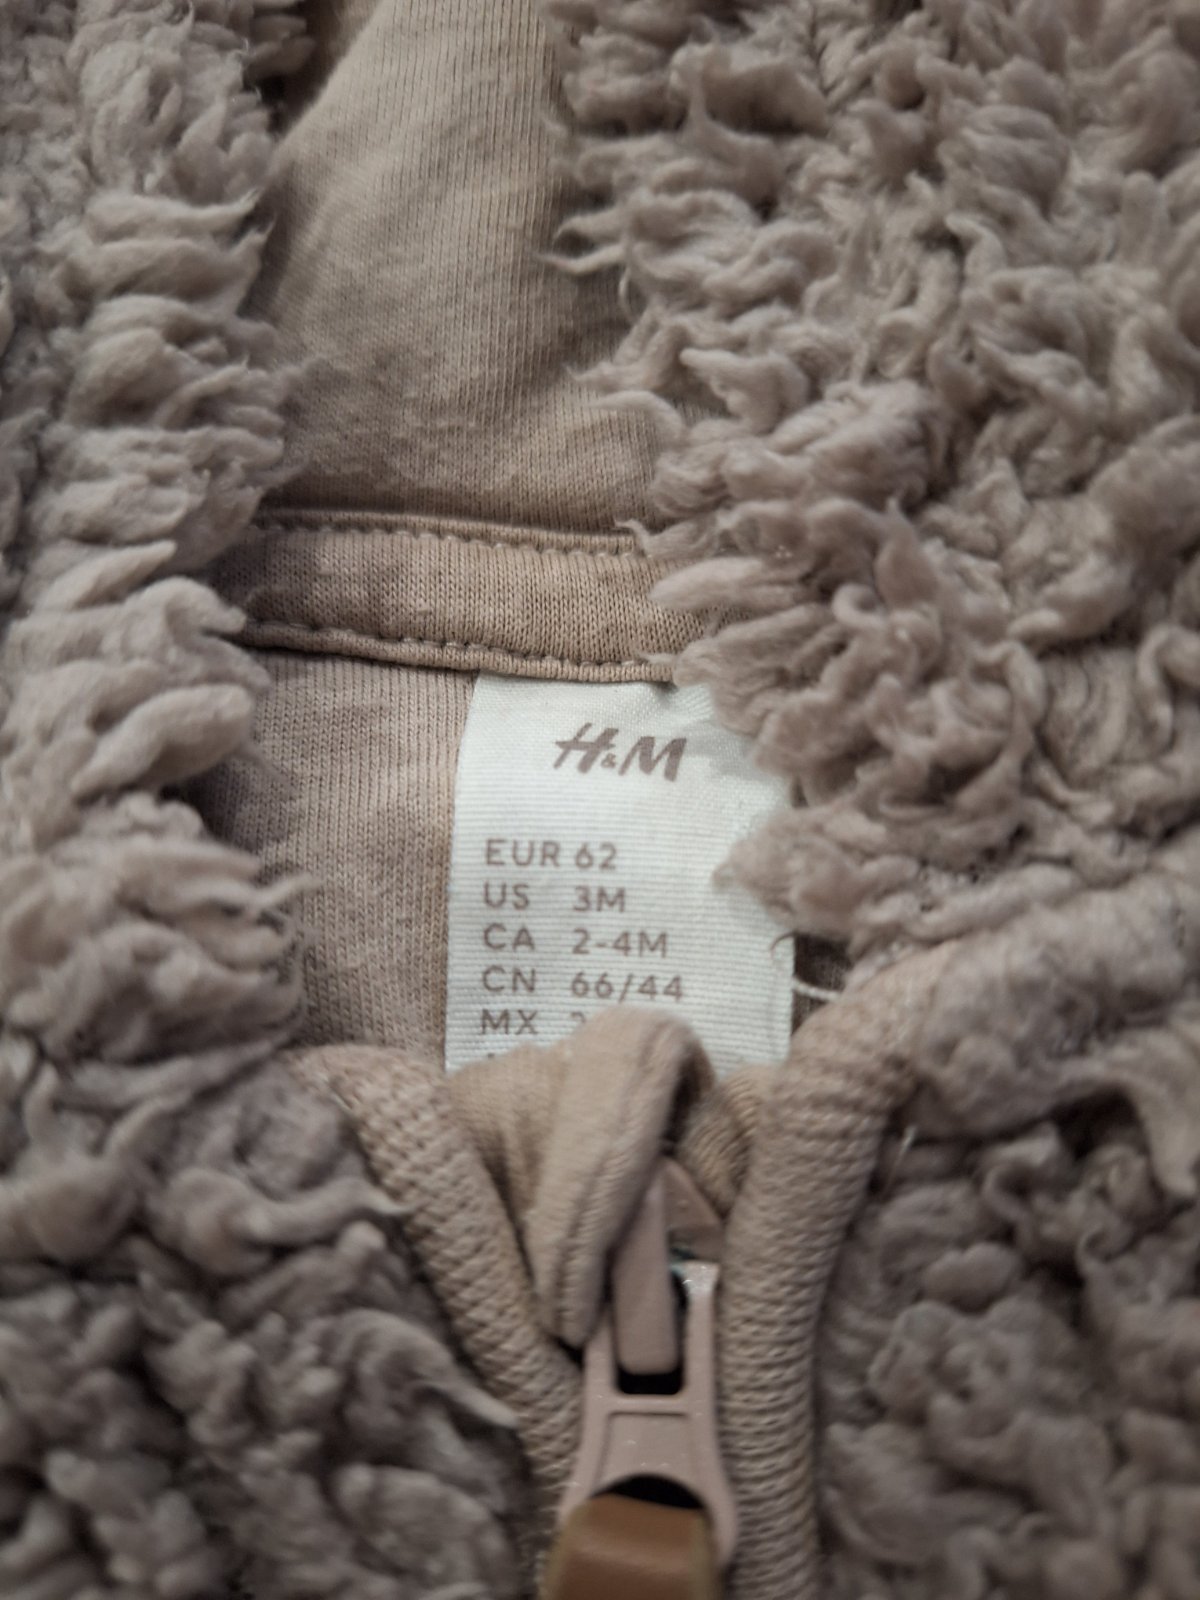 H&M
EUR 62
US 3M
CA 2-4M
CN 66/44
MX